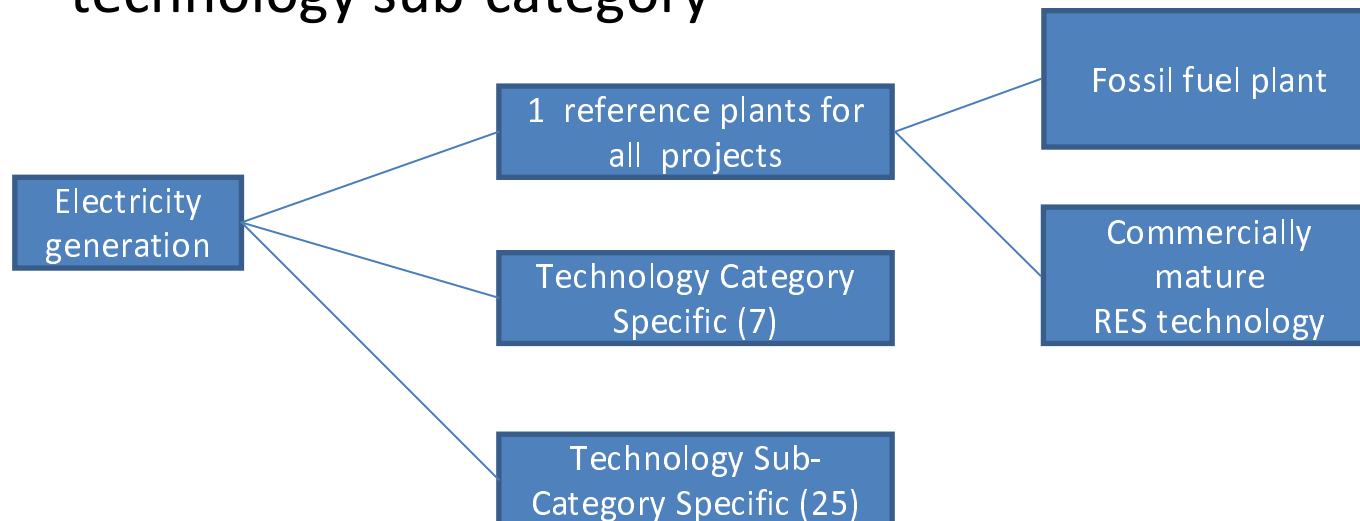 technology sub-category
Fossil fuel plant
1 reference plants for
all projects
Electricity
generation
Commercially
mature
RES technology
Technology Category
Specific (7)
Technology Sub-
Category Specific (25)